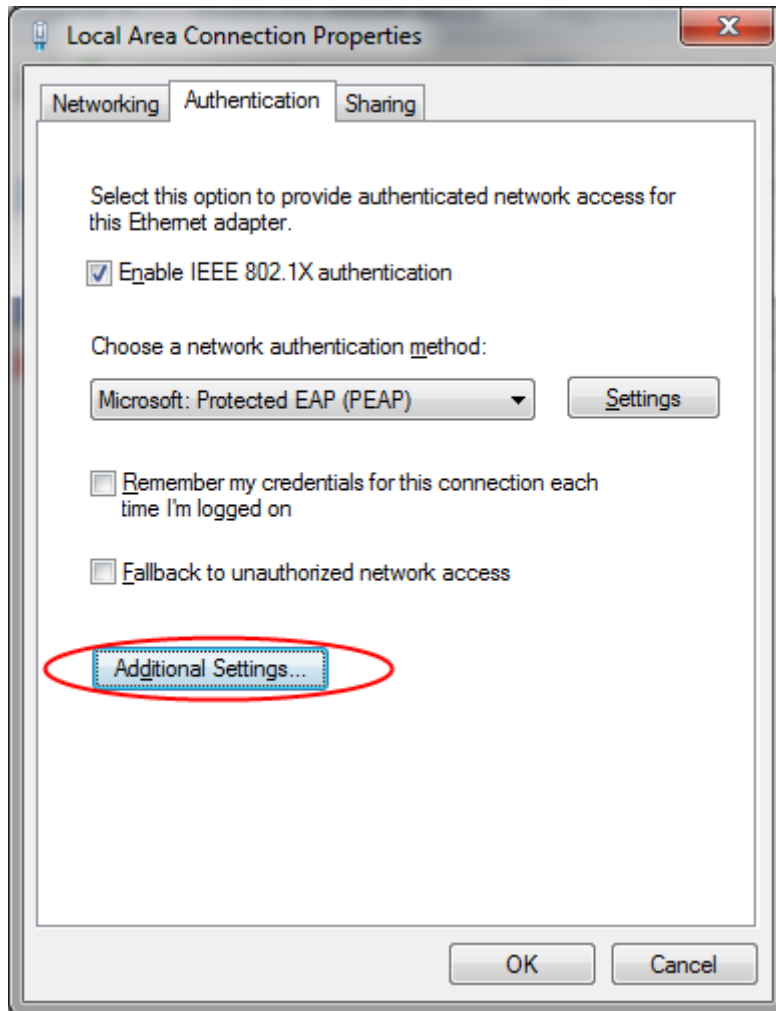 Local Area Connection Properties
Networking Authentication Sharing
Select this option to provide authenticated network access for
this Ethernet adapter.
Enable IEEE 802.1X authentication
Choose a network authentication method:
Microsoft: Protected EAP (PEAP) Settings
Remember my credentials for this connection each
time I'm logged on
Fallback to unauthorized network access
Additional Settings...
OK Cancel